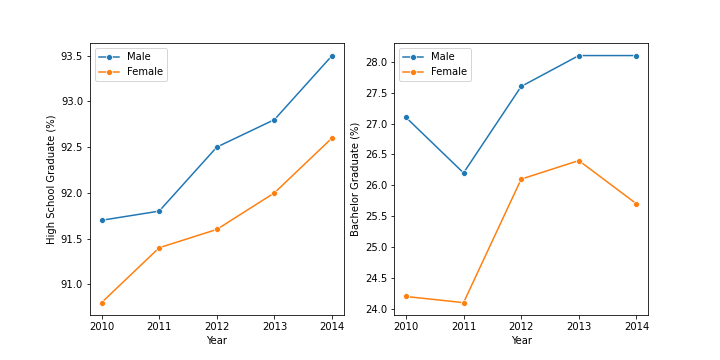 High School Graduate (%)
93.5
93.0
92.5
92.0
91.5
91.0
Male
Female
2010 2011 2012 2013 2014
Year
Bachelor Graduate (%)
28.0
27.5
27.0
26.5
26.0
25.5
25.0
24.5
24.0
Male
Female
2010 2011 2012 2013 2014
Year